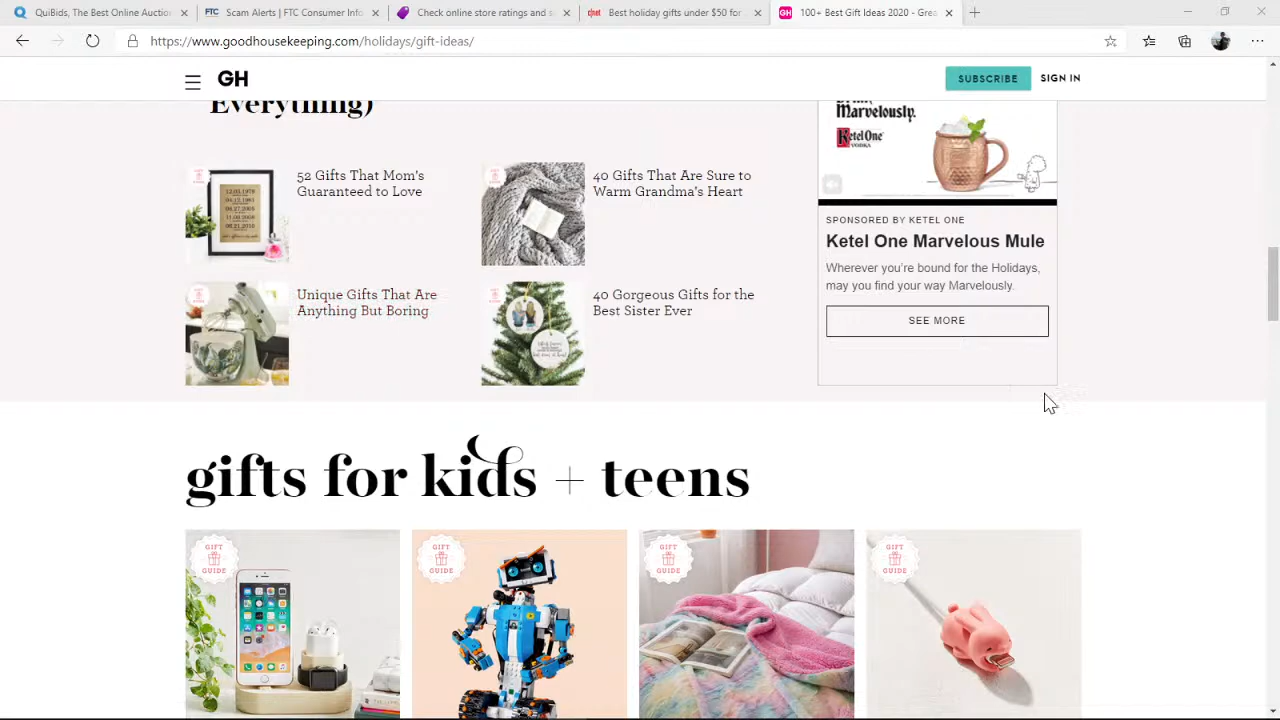 QuiBids, The Best Online Auction
Scam Alerts | FTC Consumer Info
Check online store ratings and s
Best holiday gifts under $50 for
100+ Best Gift Ideas 2020 - Grea
https://www.goodhousekeeping.com/holidays/gift-ideas/
GH
SUBSCRIBE
SIGN IN
Everything)
52 Gifts That Mom's
Guaranteed to Love
40 Gifts That Are Sure to
Warm Grandma's Heart
Unique Gifts That Are
Anything But Boring
40 Gorgeous Gifts for the
Best Sister Ever
Marvelously.
Ketel One
VODKA
SPONSORED BY KETEL ONE
Ketel One Marvelous Mule
Wherever you're bound for the Holidays,
may you find your way Marvelously.
SEE MORE
gifts for kids + teens
GIFT
GUIDE
GIFT
GUIDE
GIFT
GUIDE
GIFT
GUIDE